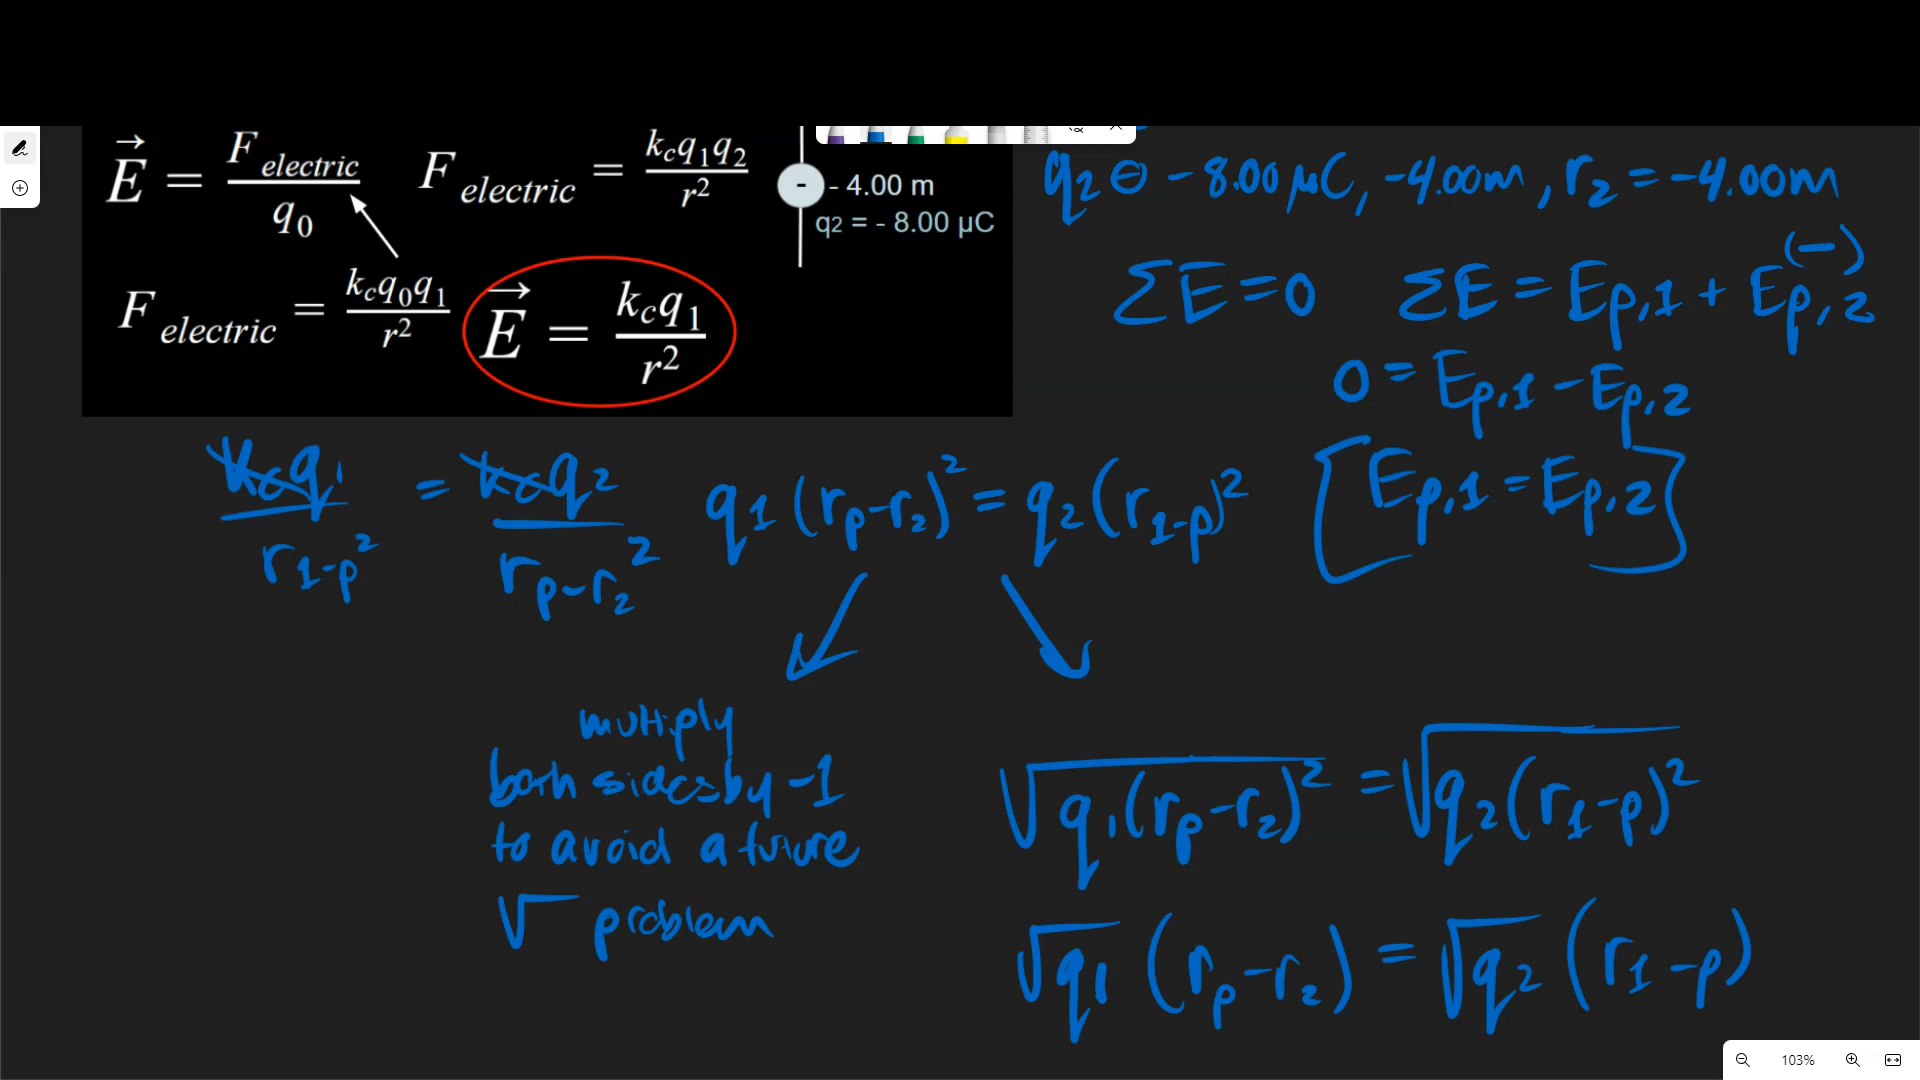 E = F electric / q0
F electric = kcq1q2 / r2
- - 4.00 m
q2 = - 8.00 µC
F electric = kcq0q1 / r2
E = kcq1 / r2
q2 ⊖ -8.00 µC, -4.00m, r2 = -4.00m
ΣE = 0 ΣE = Ep,1 + Ep,2 (-)
0 = Ep,1 - Ep,2
[Ep,1 = Ep,2]
kcq1 / r1-p² = kcq2 / rp-r2²
q1(rp-r2)² = q2(r1-p)²
multiply
both sides by -1
to avoid a future
√ problem
√q1(rp-r2)² = √q2(r1-p)²
√q1 (rp-r2) = √q2 (r1-p)
103%